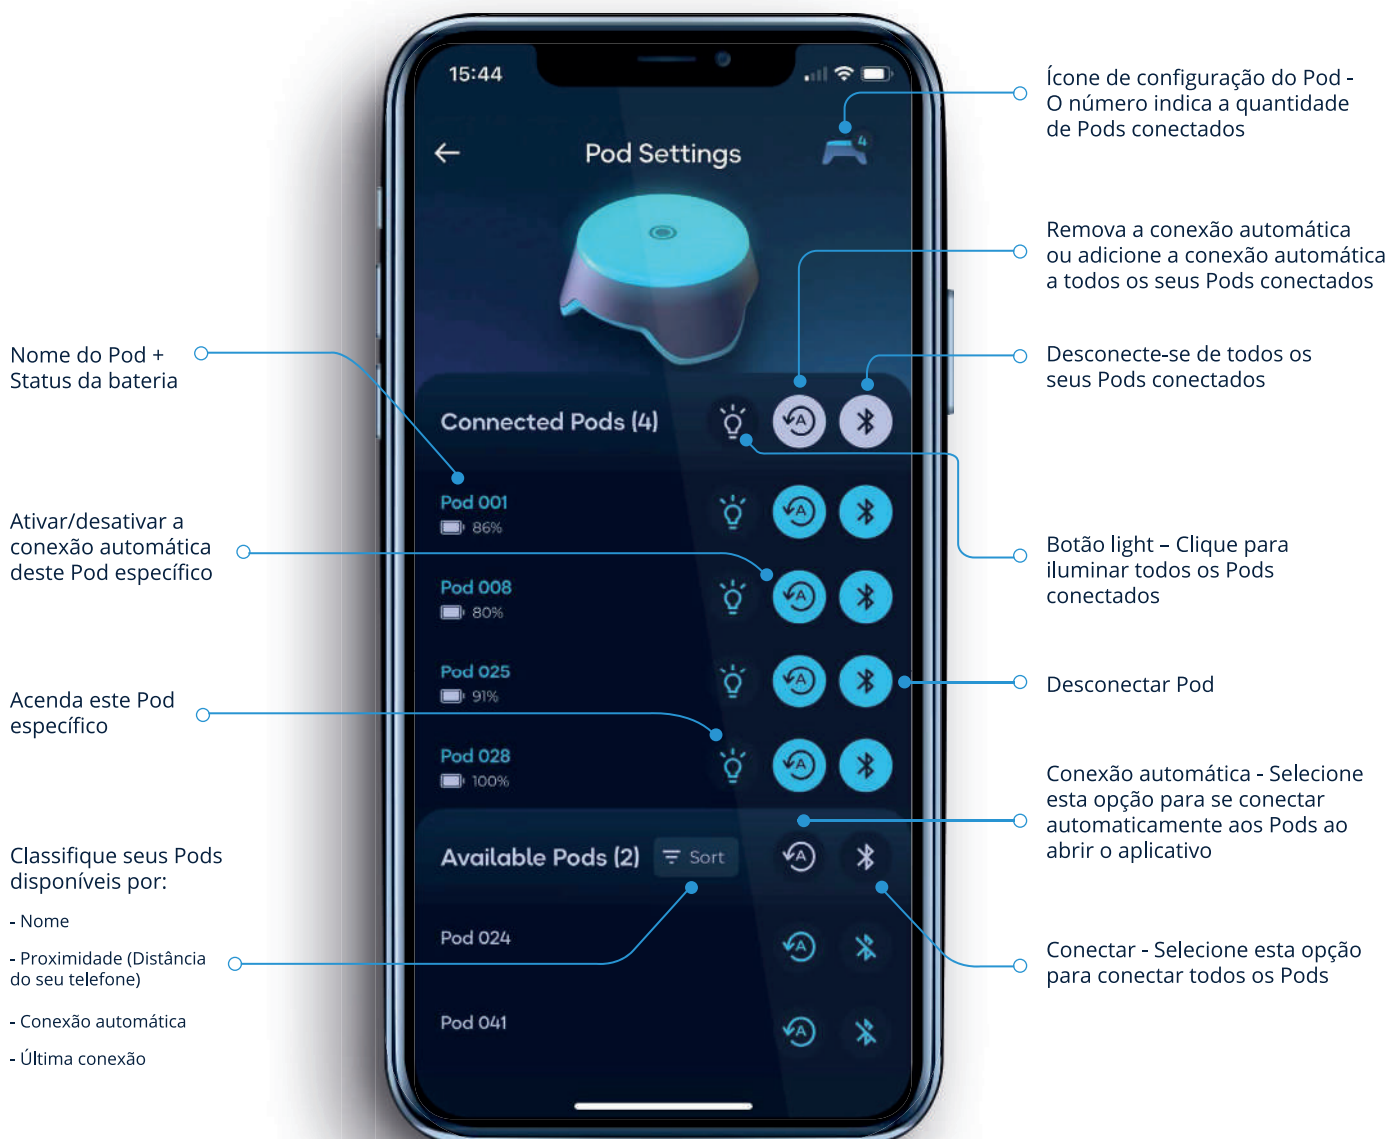 15:44
Pod Settings
4
Connected Pods (4)
A
Pod 001
86%
A
Pod 008
80%
A
Pod 025
91%
A
Pod 028
100%
A
Available Pods (2)
Sort
A
Pod 024
A
Pod 041
A
Nome do Pod +
Status da bateria
Ativar/desativar a
conexão automática
deste Pod específico
Acenda este Pod
específico
Classifique seus Pods
disponíveis por:
- Nome
- Proximidade (Distância
do seu telefone)
- Conexão automática
- Última conexão
Ícone de configuração do Pod -
O número indica a quantidade
de Pods conectados
Remova a conexão automática
ou adicione a conexão automática
a todos os seus Pods conectados
Desconecte-se de todos os
seus Pods conectados
Botão light – Clique para
iluminar todos os Pods
conectados
Desconectar Pod
Conexão automática - Selecione
esta opção para se conectar
automaticamente aos Pods ao
abrir o aplicativo
Conectar - Selecione esta opção
para conectar todos os Pods